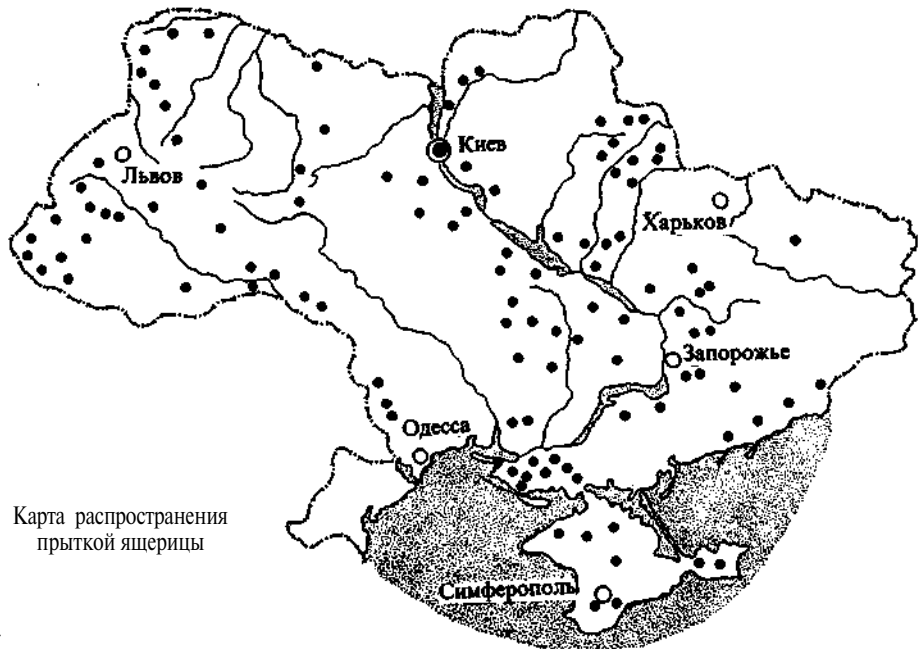 Киев
Львов
Харьков
Запорожье
Одесса
Карта распространения
прыткой ящерицы
Симферополь